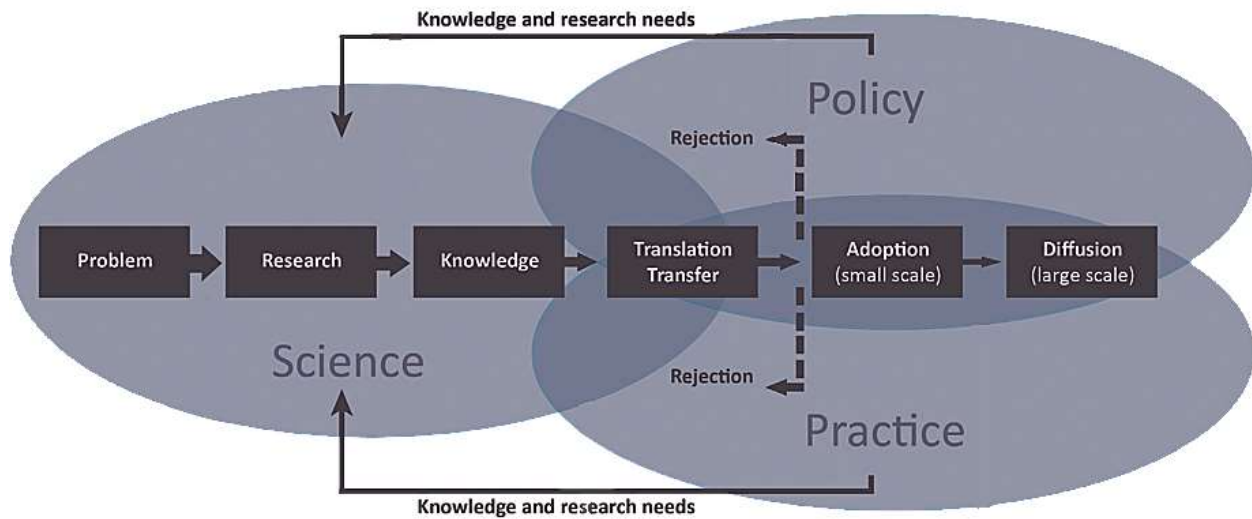 Knowledge and research needs
Policy
Rejection
Problem
Research
Knowledge
Translation
Transfer
Adoption
(small scale)
Diffusion
(large scale)
Science
Rejection
Practice
Knowledge and research needs